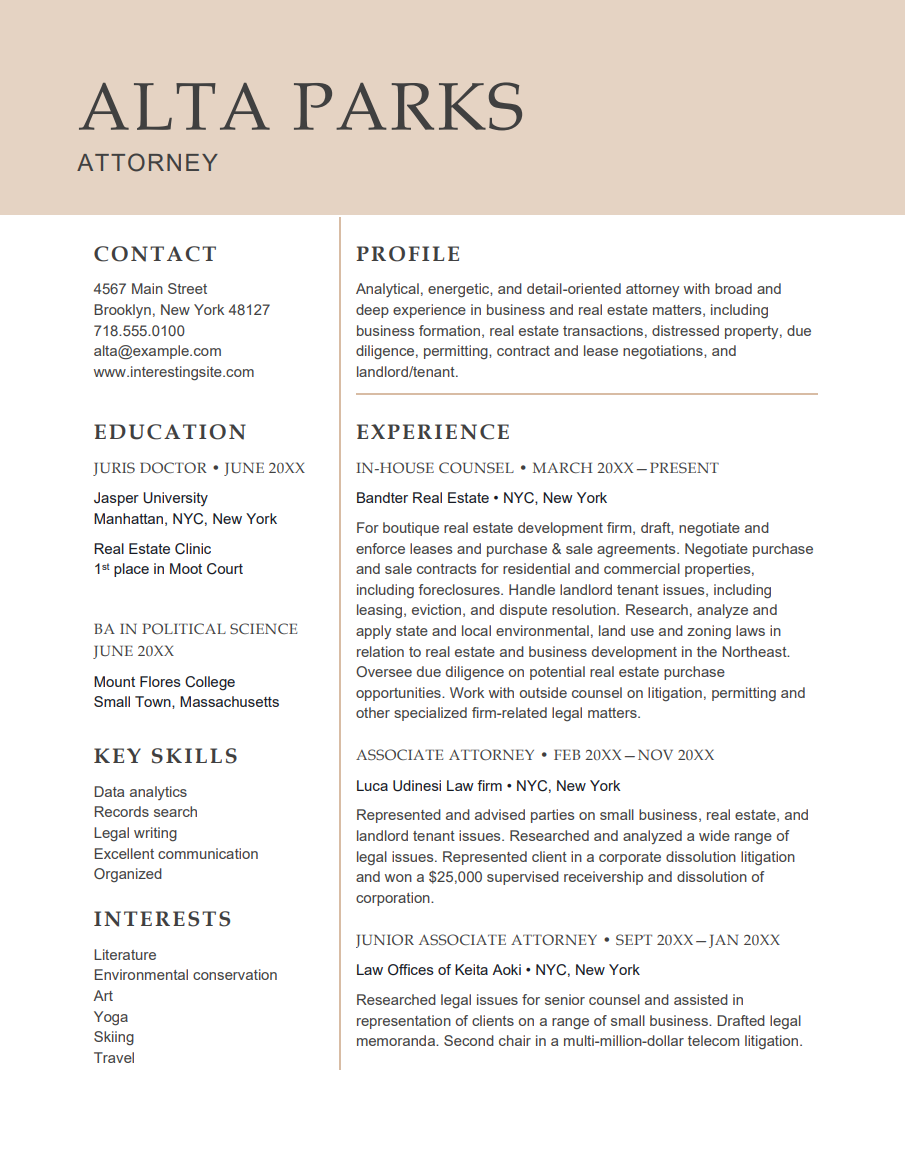 ALTA PARKS
ATTORNEY
CONTACT
4567 Main Street
Brooklyn, New York 48127
718.555.0100
alta@example.com
www.interestingsite.com
EDUCATION
JURIS DOCTOR • JUNE 20XX
Jasper University
Manhattan, NYC, New York
Real Estate Clinic
1st place in Moot Court
BA IN POLITICAL SCIENCE
JUNE 20XX
Mount Flores College
Small Town, Massachusetts
KEY SKILLS
Data analytics
Records search
Legal writing
Excellent communication
Organized
INTERESTS
Literature
Environmental conservation
Art
Yoga
Skiing
Travel
PROFILE
Analytical, energetic, and detail-oriented attorney with broad and
deep experience in business and real estate matters, including
business formation, real estate transactions, distressed property, due
diligence, permitting, contract and lease negotiations, and
landlord/tenant.
EXPERIENCE
IN-HOUSE COUNSEL • MARCH 20XX—PRESENT
Bandter Real Estate • NYC, New York
For boutique real estate development firm, draft, negotiate and
enforce leases and purchase & sale agreements. Negotiate purchase
and sale contracts for residential and commercial properties,
including foreclosures. Handle landlord tenant issues, including
leasing, eviction, and dispute resolution. Research, analyze and
apply state and local environmental, land use and zoning laws in
relation to real estate and business development in the Northeast.
Oversee due diligence on potential real estate purchase
opportunities. Work with outside counsel on litigation, permitting and
other specialized firm-related legal matters.
ASSOCIATE ATTORNEY • FEB 20XX—NOV 20XX
Luca Udinesi Law firm • NYC, New York
Represented and advised parties on small business, real estate, and
landlord tenant issues. Researched and analyzed a wide range of
legal issues. Represented client in a corporate dissolution litigation
and won a $25,000 supervised receivership and dissolution of
corporation.
JUNIOR ASSOCIATE ATTORNEY • SEPT 20XX—JAN 20XX
Law Offices of Keita Aoki • NYC, New York
Researched legal issues for senior counsel and assisted in
representation of clients on a range of small business. Drafted legal
memoranda. Second chair in a multi-million-dollar telecom litigation.